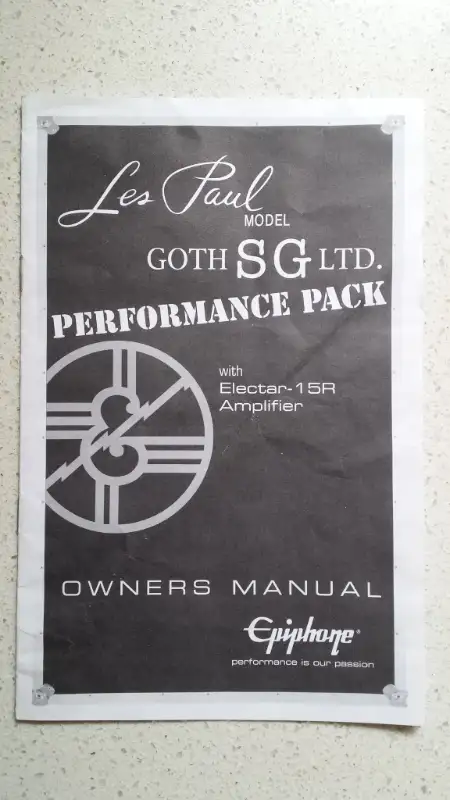 Les Paul
MODEL
GOTH SG LTD.
PERFORMANCE PACK
with
Electar-15R
Amplifier
OWNERS MANUAL
Epiphone®
performance is our passion